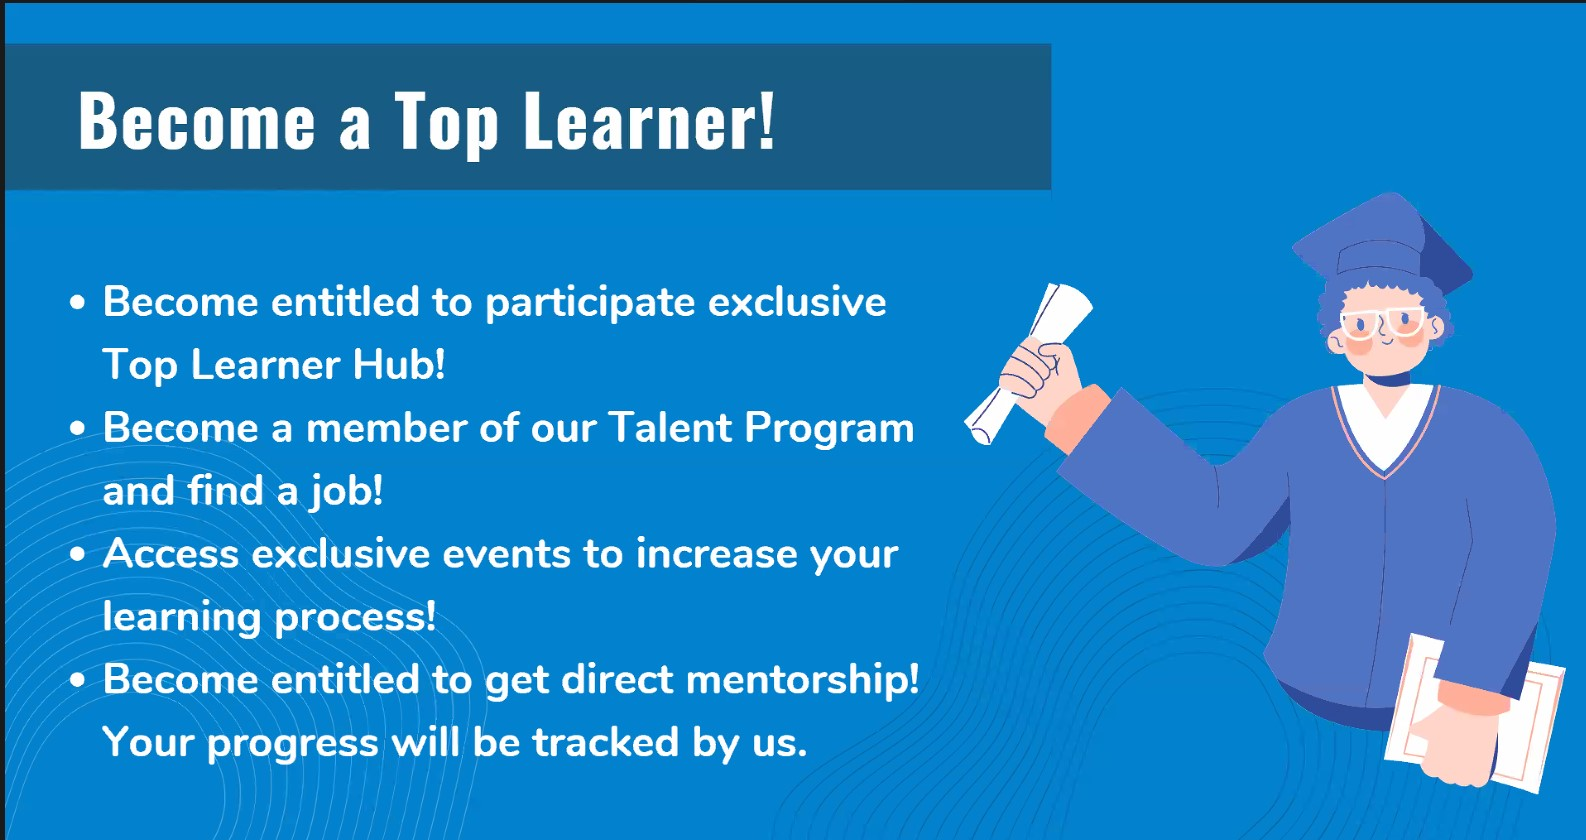 Become a Top Learner!
• Become entitled to participate exclusive
Top Learner Hub!
• Become a member of our Talent Program
and find a job!
• Access exclusive events to increase your
learning process!
• Become entitled to get direct mentorship!
Your progress will be tracked by us.